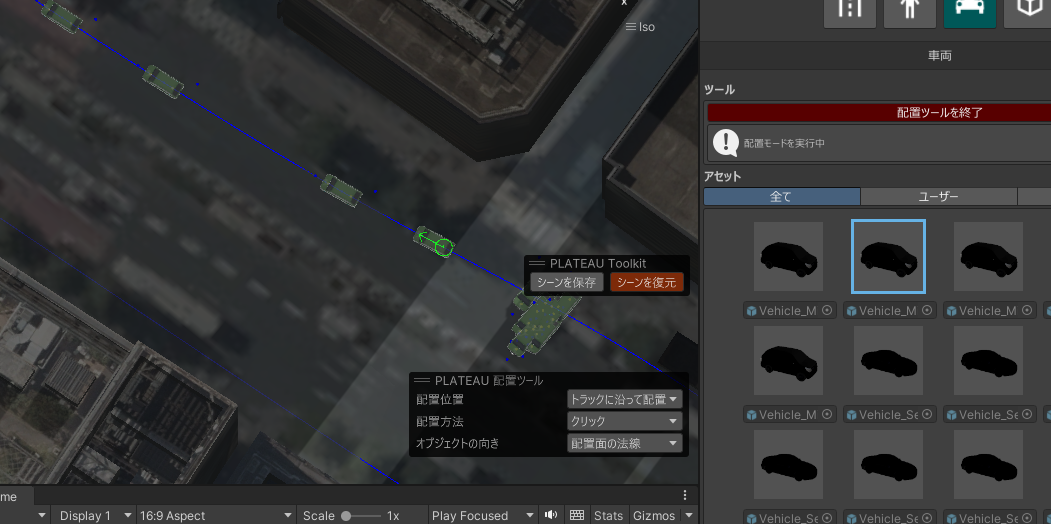 x
Iso
車両
ツール
配置ツールを終了
配置モードを実行中
アセット
全て
ユーザー
PLATEAU Toolkit
シーンを保存
シーンを復元
Vehicle_M
Vehicle_M
Vehicle_M
PLATEAU 配置ツール
配置位置
トラックに沿って配置
配置方法
クリック
オブジェクトの向き
配置面の法線
Vehicle_M
Vehicle_Se
Vehicle_Se
me
Display 1
16:9 Aspect
Scale
1x
Play Focused
Stats
Gizmos
Vehicle_Se
Vehicle_Se
Vehicle_Se